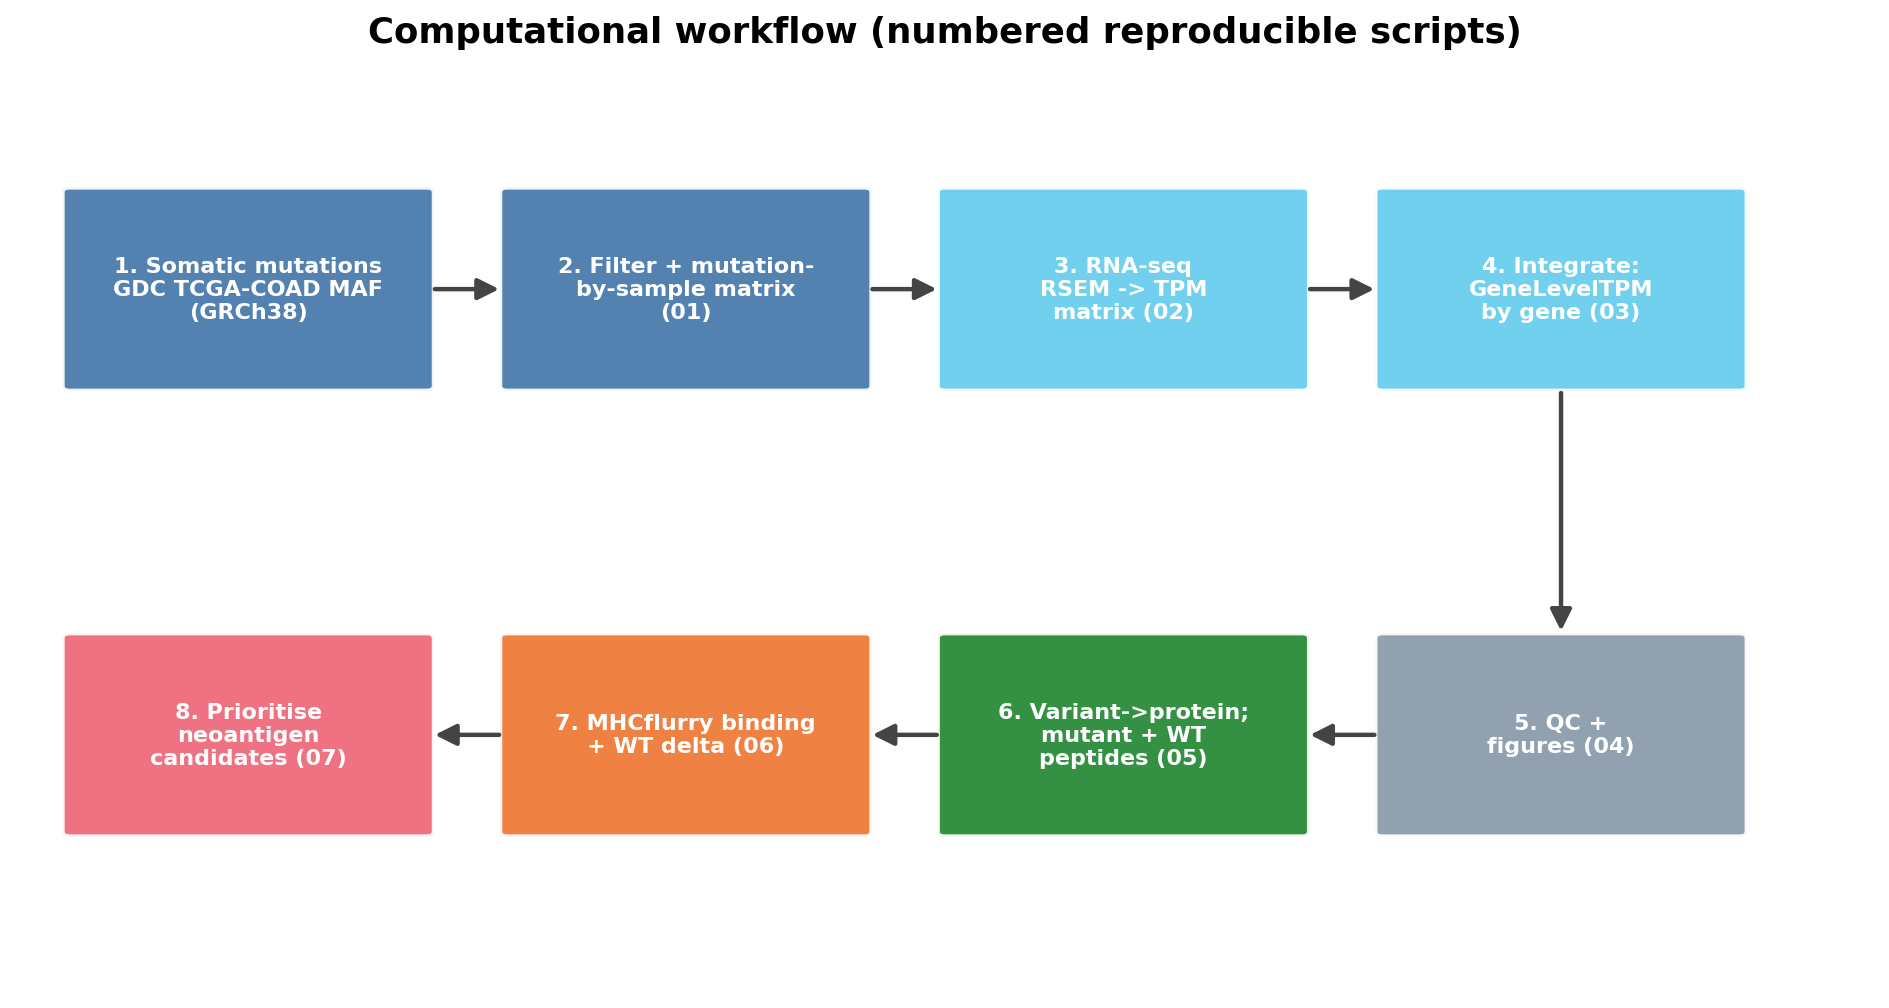 Computational workflow (numbered reproducible scripts)
1. Somatic mutations
GDC TCGA-COAD MAF
(GRCh38)
2. Filter + mutation-
by-sample matrix
(01)
3. RNA-seq
RSEM -> TPM
matrix (02)
4. Integrate:
GeneLevelTPM
by gene (03)
5. QC +
figures (04)
6. Variant->protein;
mutant + WT
peptides (05)
7. MHCflurry binding
+ WT delta (06)
8. Prioritise
neoantigen
candidates (07)